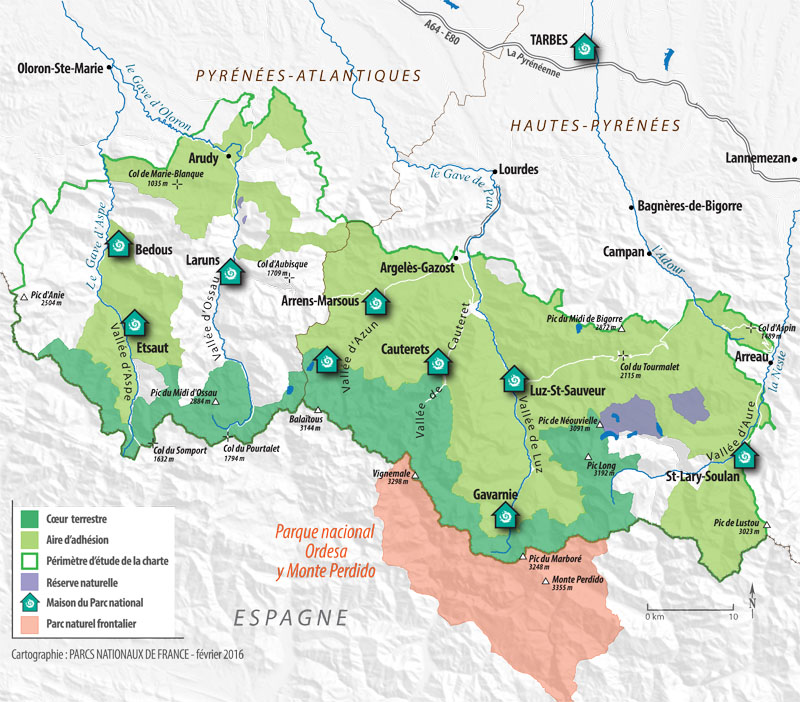 TARBES
A64 - E80
La Pyrénéenne
Oloron-Ste-Marie
le Gave d'Oloron
PYRÉNÉES-ATLANTIQUES
HAUTES-PYRÉNÉES
Arudy
Lannemezan
Col de Marie-Blanque
1035 m
le Gave de Pau
Lourdes
Bagnères-de-Bigorre
Le Gave d'Aspe
Bedous
Laruns
Col d'Aubisque
1709 m
Argelès-Gazost
Campan
l'Adour
Pic d'Anie
2504 m
Vallée d'Ossau
Arrens-Marsous
Etsaut
Vallée d'Aspe
Vallée d'Azun
Cauterets
Vallée de Cauteret
Pic du Midi de Bigorre
2872 m
Col d'Aspin
1489 m
Arreau
la Neste
Col du Tourmalet
2115 m
Luz-St-Sauveur
Vallée de Luz
Pic du Midi d'Ossau
2884 m
Balaïtous
3144 m
Pic de Néouvielle
3091 m
Vallée d'Aure
Col du Somport
1632 m
Col du Pourtalet
1794 m
Vignemale
3298 m
Pic Long
3192 m
St-Lary-Soulan
Gavarnie
Pic de Lustou
3023 m
Parque nacional
Ordesa
y Monte Perdido
Pic du Marboré
3248 m
Monte Perdido
3355 m
ESPAGNE
N
0 km 10
Cœur terrestre
Aire d'adhésion
Périmètre d'étude de la charte
Réserve naturelle
Maison du Parc national
Parc naturel frontalier
Cartographie : PARCS NATIONAUX DE FRANCE - février 2016